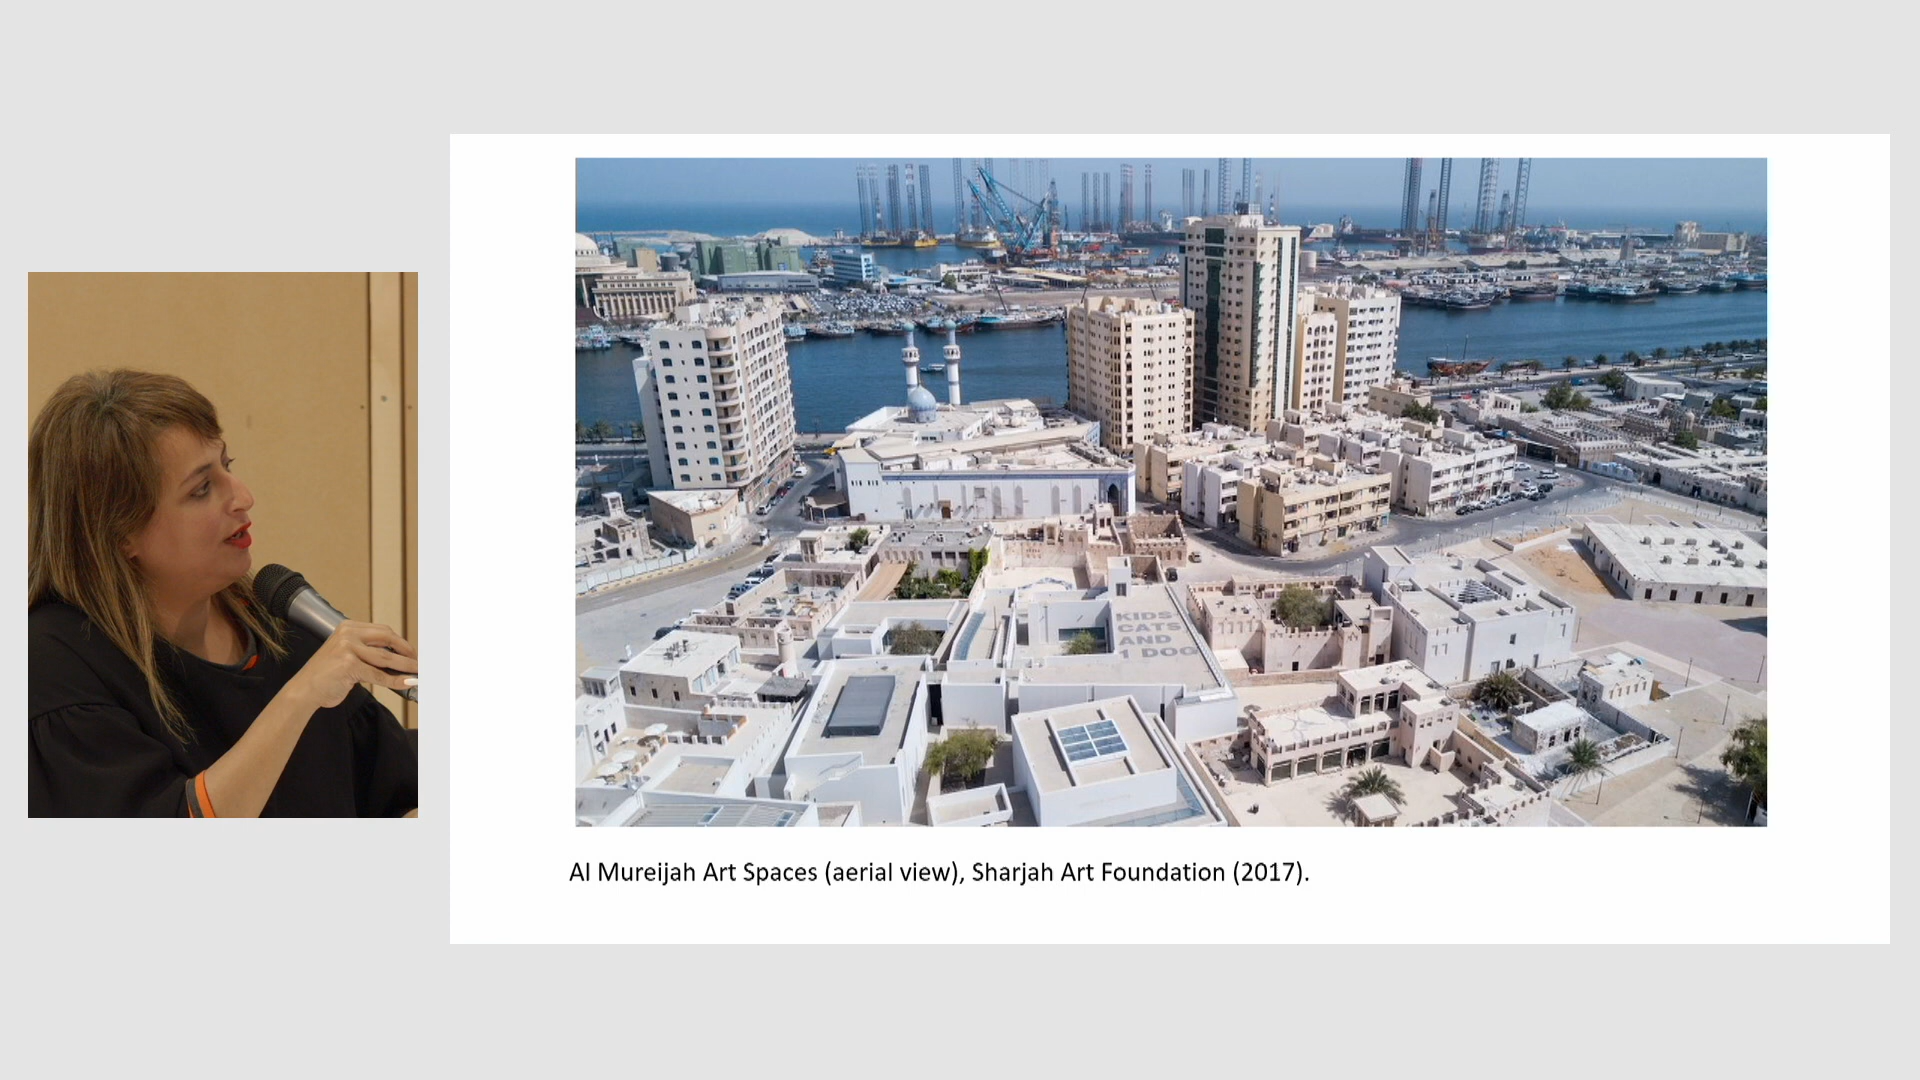 KIDS
CATS
AND
1 DOG
Al Mureijah Art Spaces (aerial view), Sharjah Art Foundation (2017).